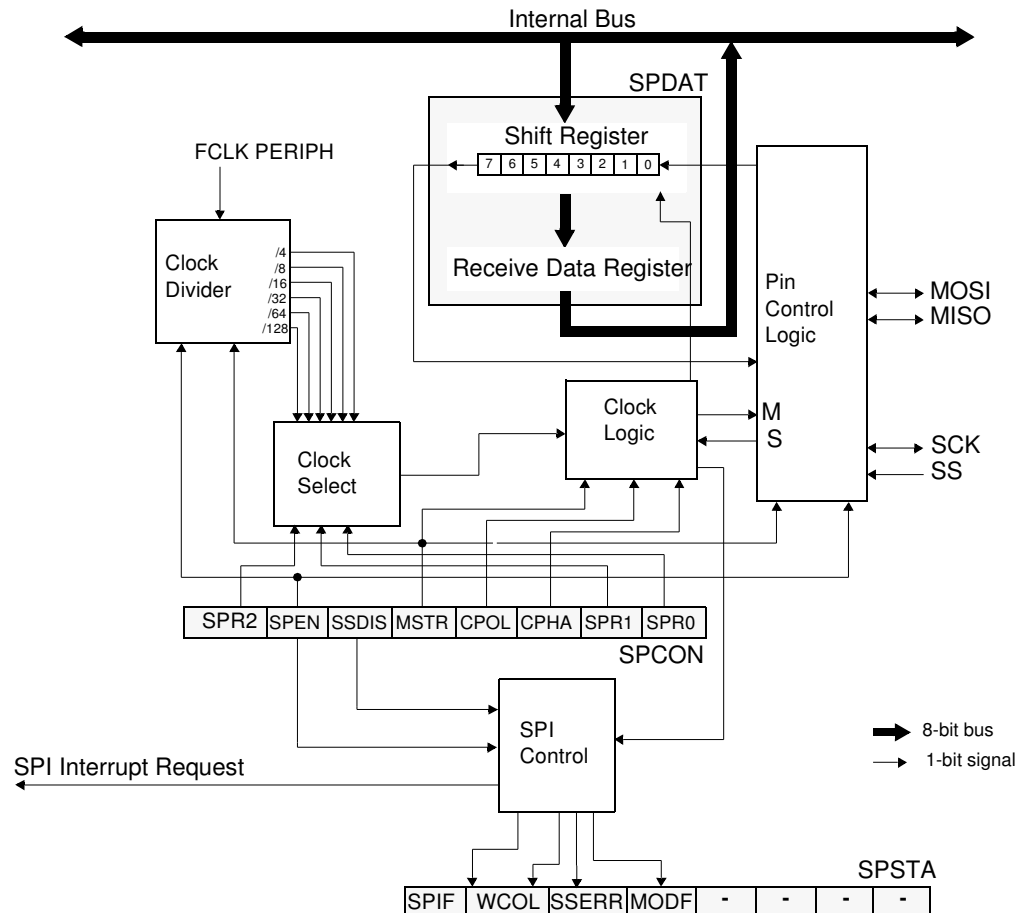 Internal Bus
SPDAT
Shift Register
7 6 5 4 3 2 1 0
FCLK PERIPH
Clock
Divider
/4
/8
/16
/32
/64
/128
Receive Data Register
Pin
Control
Logic
MOSI
MISO
Clock
Logic
M
S
SCK
SS
Clock
Select
SPR2 SPEN SSDIS MSTR CPOL CPHA SPR1 SPR0
SPCON
SPI
Control
8-bit bus
1-bit signal
SPI Interrupt Request
SPSTA
SPIF WCOL SSERR MODF - - - -